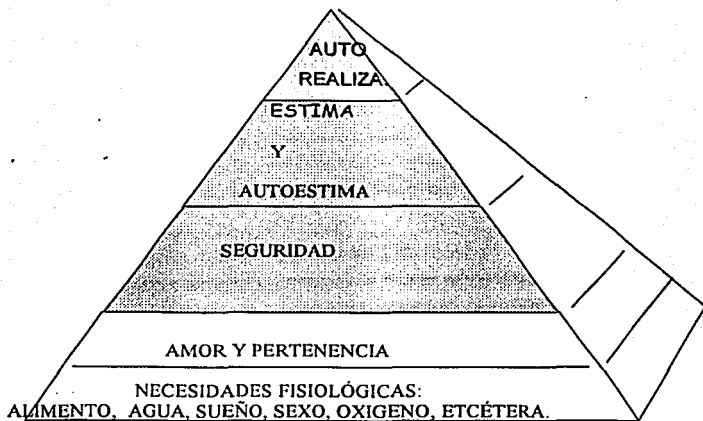 AUTO
REALIZA.
ESTIMA
Y
AUTOESTIMA
SEGURIDAD
AMOR Y PERTENENCIA
NECESIDADES FISIOLÓGICAS:
ALIMENTO, AGUA, SUEÑO, SEXO, OXIGENO, ETCÉTERA.